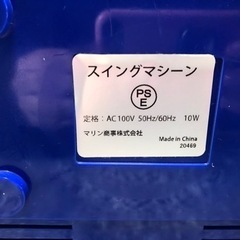 スイングマシーン
PS
E
定格：AC100V 50Hz/60Hz 10W
マリン商事株式会社
Made in China
20469